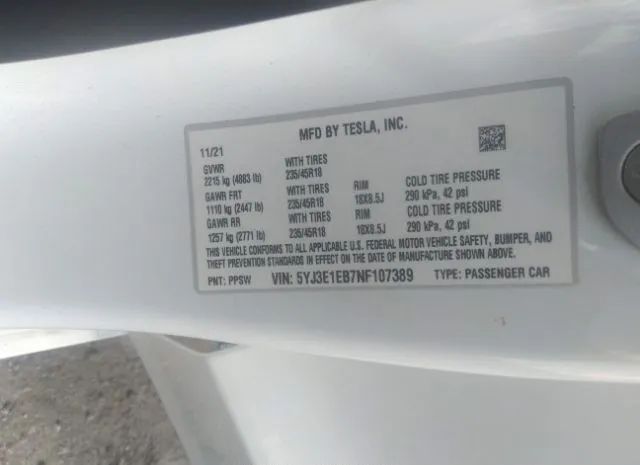 MFD BY TESLA, INC.
11/21
GVWR WITH TIRES
2215 kg (4883 lb) 235/45R18
GAWR FRT WITH TIRES RIM COLD TIRE PRESSURE
1110 kg (2447 lb) 235/45R18 18X8.5J 290 kPa, 42 psi
GAWR RR WITH TIRES RIM COLD TIRE PRESSURE
1257 kg (2771 lb) 235/45R18 18X8.5J 290 kPa, 42 psi
THIS VEHICLE CONFORMS TO ALL APPLICABLE U.S. FEDERAL MOTOR VEHICLE SAFETY, BUMPER, AND
THEFT PREVENTION STANDARDS IN EFFECT ON THE DATE OF MANUFACTURE SHOWN ABOVE.
PNT: PPSW VIN: 5YJ3E1EB7NF107389 TYPE: PASSENGER CAR